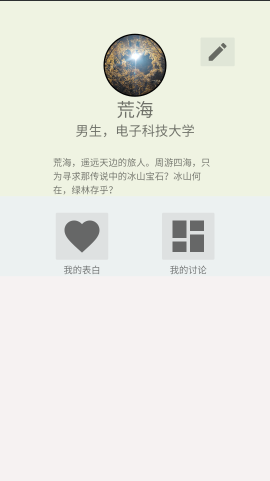 荒海
男生，电子科技大学
荒海，遥远天边的旅人。周游四海，只
为寻求那传说中的冰山宝石？冰山何
在，绿林存乎？
我的表白
我的讨论